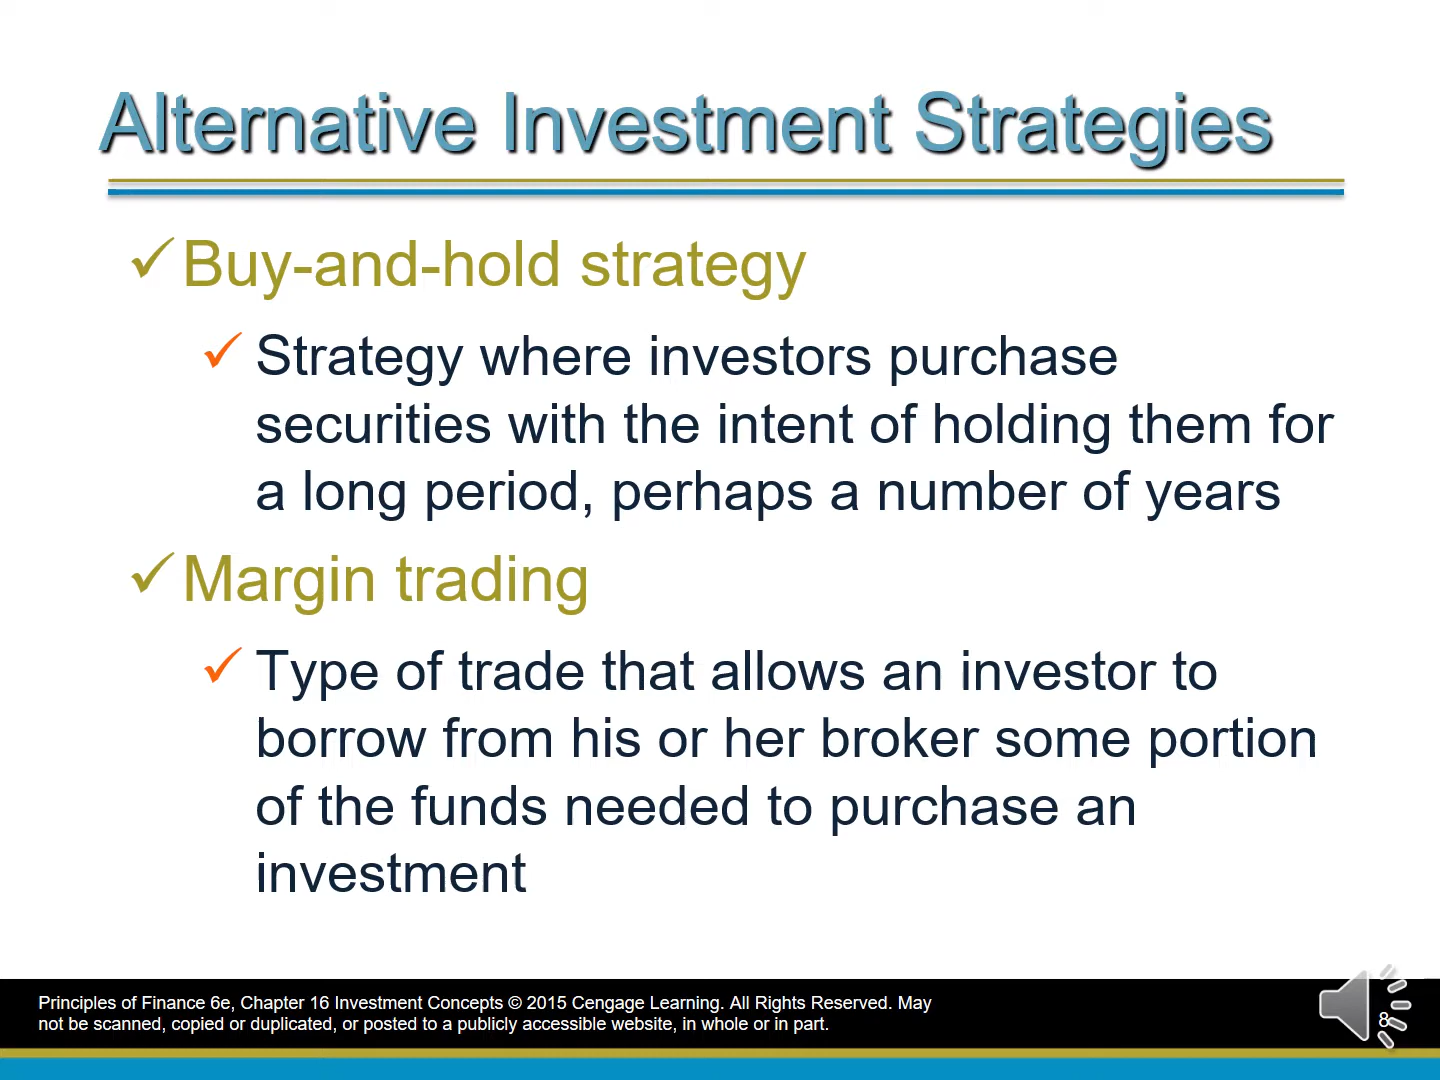 Alternative Investment Strategies
Buy-and-hold strategy
Strategy where investors purchase
securities with the intent of holding them for
a long period, perhaps a number of years
Margin trading
Type of trade that allows an investor to
borrow from his or her broker some portion
of the funds needed to purchase an
investment
Principles of Finance 6e, Chapter 16 Investment Concepts © 2015 Cengage Learning. All Rights Reserved. May
not be scanned, copied or duplicated, or posted to a publicly accessible website, in whole or in part.
8